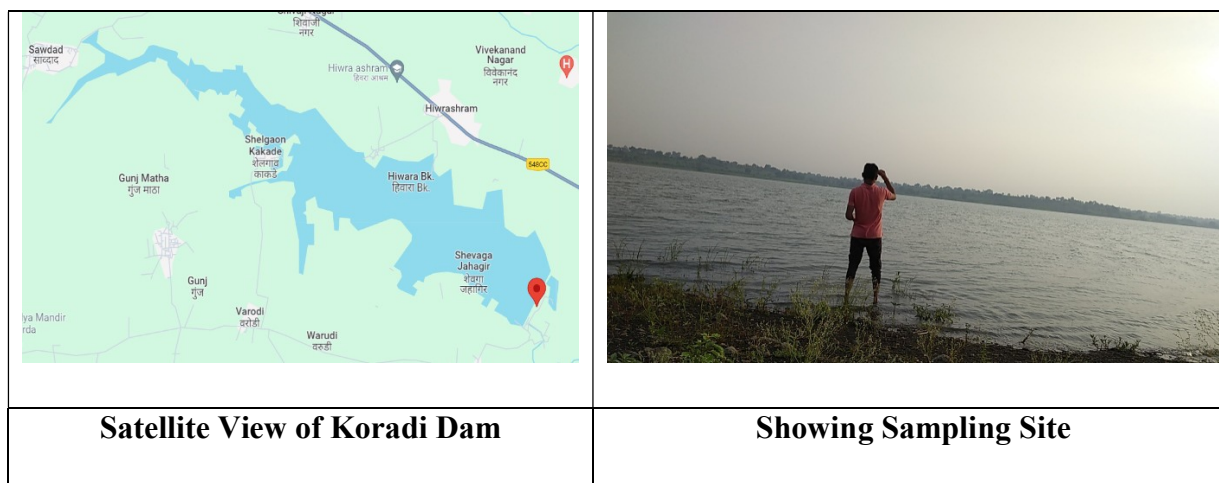 शिवाजी
नगर
Sawdad
सावदाद
Hiwra ashram
हिवरा आश्रम
Vivekanand
Nagar
विवेकानंद
नगर
H
Hiwrashram
Shelgaon
Kakade
शेलगाव
काकडे
548CC
Gunj Matha
गुंज माठा
Hiwara Bk.
हिवारा Bk.
Shevaga
Jahagir
शेवगा
जहागिर
Gunj
गुंज
Varodi
वरोडी
Warudi
वरुडी
ya Mandir
rda
Satellite View of Koradi Dam
Showing Sampling Site